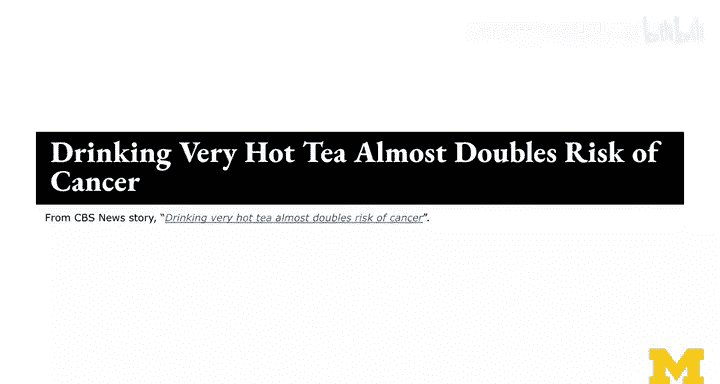 Drinking Very Hot Tea Almost Doubles Risk of
Cancer
From CBS News story, “Drinking very hot tea almost doubles risk of cancer”.
bilibili
M